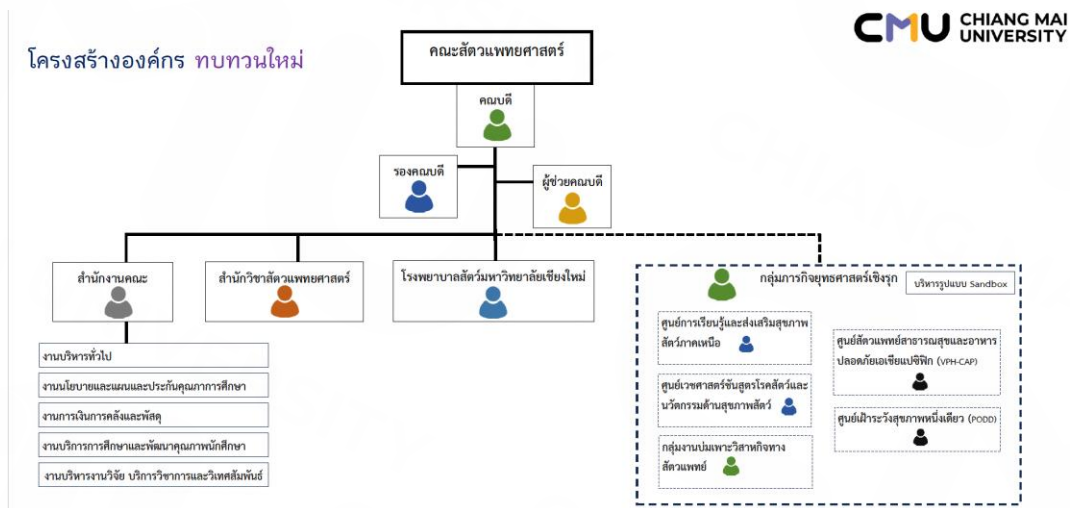 CMU CHIANG MAI
UNIVERSITY
โครงสร้างองค์กร ทบทวนใหม่
คณะสัตวแพทยศาสตร์
คณบดี
รองคณบดี
ผู้ช่วยคณบดี
สำนักงานคณะ
สำนักวิชาสัตวแพทยศาสตร์
โรงพยาบาลสัตว์มหาวิทยาลัยเชียงใหม่
กลุ่มภารกิจยุทธศาสตร์เชิงรุก
บริหารรูปแบบ Sandbox
งานบริหารทั่วไป
งานนโยบายและแผนและประกันคุณภาการศึกษา
งานการเงินการคลังและพัสดุ
งานบริการการศึกษาและพัฒนาคุณภาพนักศึกษา
งานบริหารงานวิจัย บริการวิชาการและวิเทศสัมพันธ์
ศูนย์การเรียนรู้และส่งเสริมสุขภาพ
สัตว์ภาคเหนือ
ศูนย์เวชศาสตร์ชันสูตรโรคสัตว์และ
นวัตกรรมด้านสุขภาพสัตว์
กลุ่มงานบ่มเพาะวิสาหกิจทาง
สัตวแพทย์
ศูนย์สัตวแพทย์สาธารณสุขและอาหาร
ปลอดภัยเอเชียแปซิฟิก (VPH-CAP)
ศูนย์เฝ้าระวังสุขภาพหนึ่งเดียว (PODD)